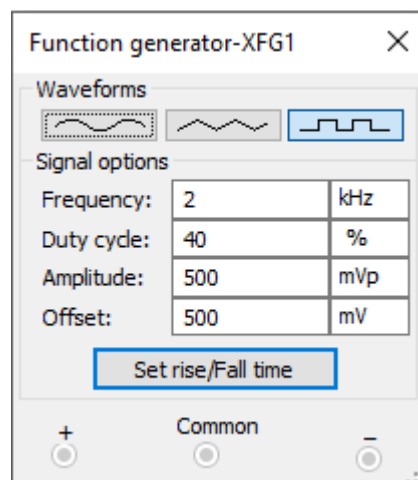 Function generator-XFG1
Waveforms
Signal options
Frequency: 2 kHz
Duty cycle: 40 %
Amplitude: 500 mVp
Offset: 500 mV
Set rise/Fall time
+ Common −